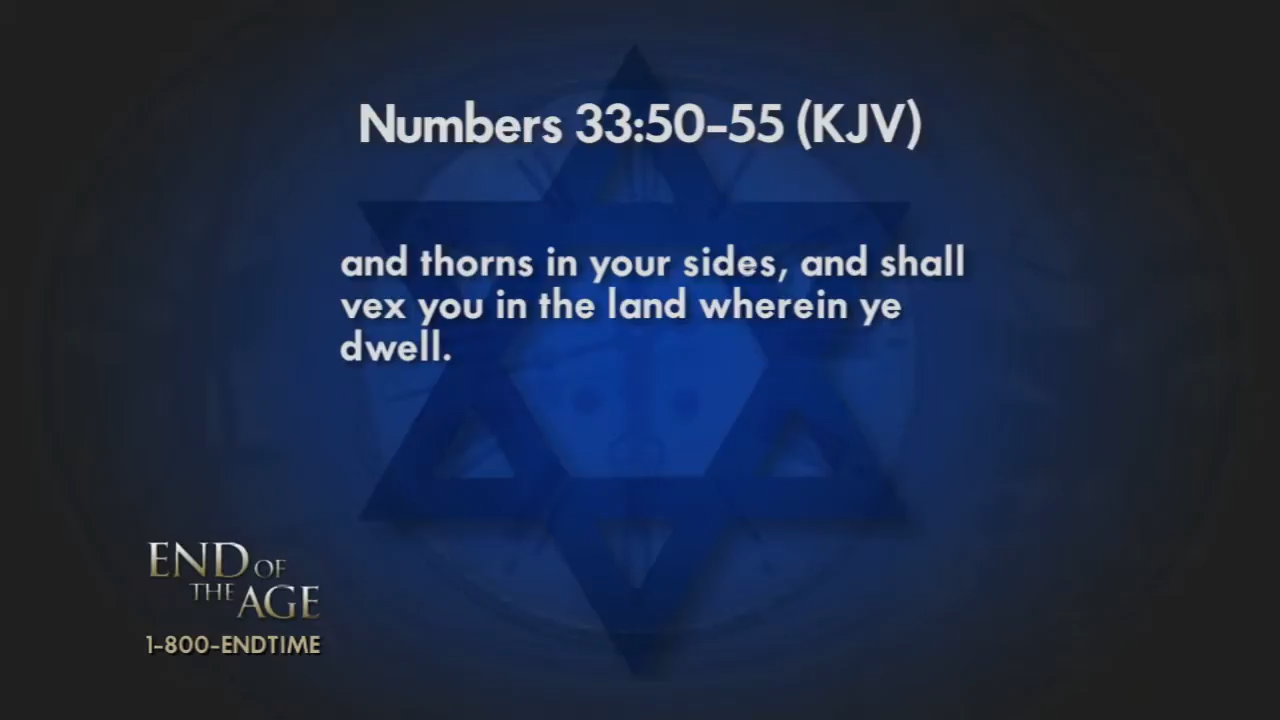 Numbers 33:50-55 (KJV)
and thorns in your sides, and shall
vex you in the land wherein ye
dwell.
END OF
THE AGE
1-800-ENDTIME